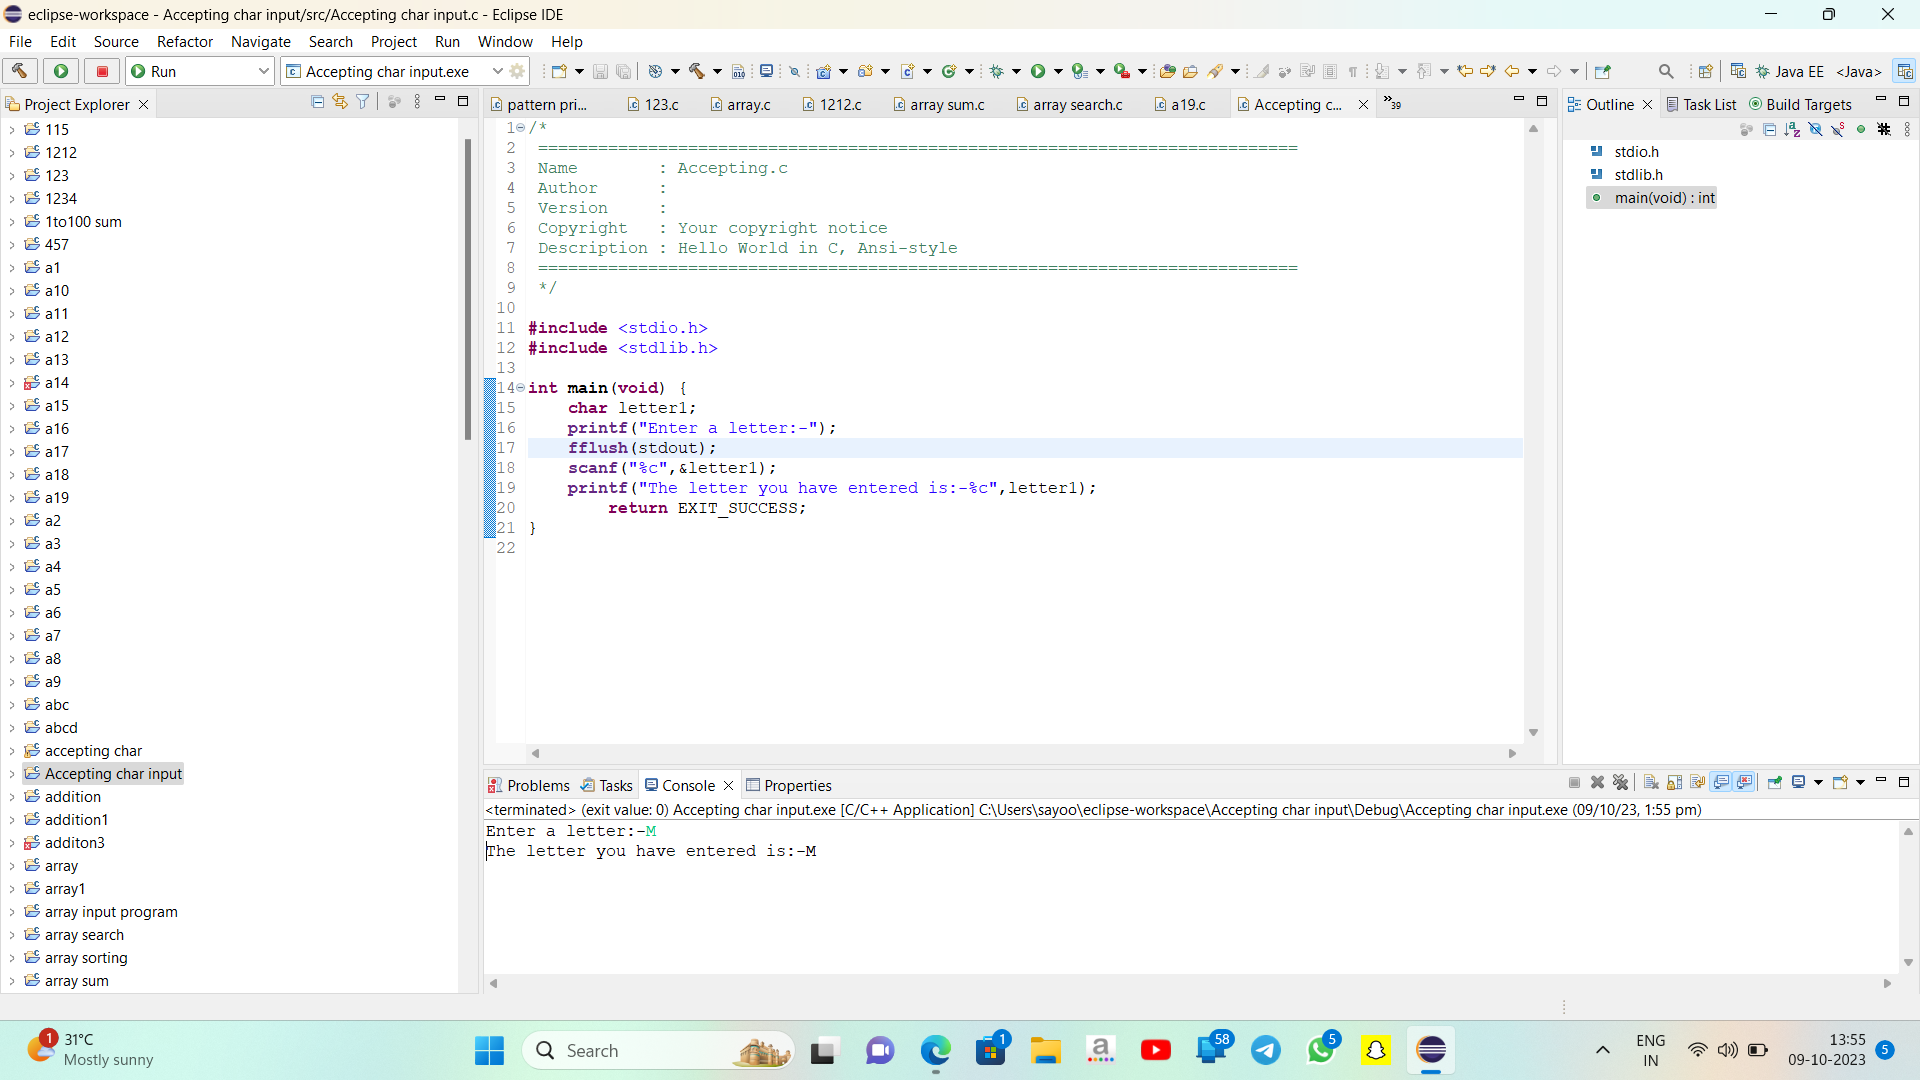 eclipse-workspace - Accepting char input/src/Accepting char input.c - Eclipse IDE
File Edit Source Refactor Navigate Search Project Run Window Help
Run Accepting char input.exe Java EE <Java>
Project Explorer
115
1212
123
1234
1to100 sum
457
a1
a10
a11
a12
a13
a14
a15
a16
a17
a18
a19
a2
a3
a4
a5
a6
a7
a8
a9
abc
abcd
accepting char
Accepting char input
addition
addition1
additon3
array
array1
array input program
array search
array sorting
array sum
pattern pri... 123.c array.c 1212.c array sum.c array search.c a19.c Accepting c... »39
1 /*
2 ============================================================================
3 Name        : Accepting.c
4 Author      :
5 Version     :
6 Copyright   : Your copyright notice
7 Description : Hello World in C, Ansi-style
8 ============================================================================
9 */
10
11 #include <stdio.h>
12 #include <stdlib.h>
13
14 int main(void) {
15     char letter1;
16     printf("Enter a letter:-");
17     fflush(stdout);
18     scanf("%c",&letter1);
19     printf("The letter you have entered is:-%c",letter1);
20         return EXIT_SUCCESS;
21 }
22
Outline Task List Build Targets
stdio.h
stdlib.h
main(void) : int
Problems Tasks Console Properties
<terminated> (exit value: 0) Accepting char input.exe [C/C++ Application] C:\Users\sayoo\eclipse-workspace\Accepting char input\Debug\Accepting char input.exe (09/10/23, 1:55 pm)
Enter a letter:-M
The letter you have entered is:-M
1 31°C
Mostly sunny
Search
1
58
5
ENG
IN
13:55
09-10-2023
5